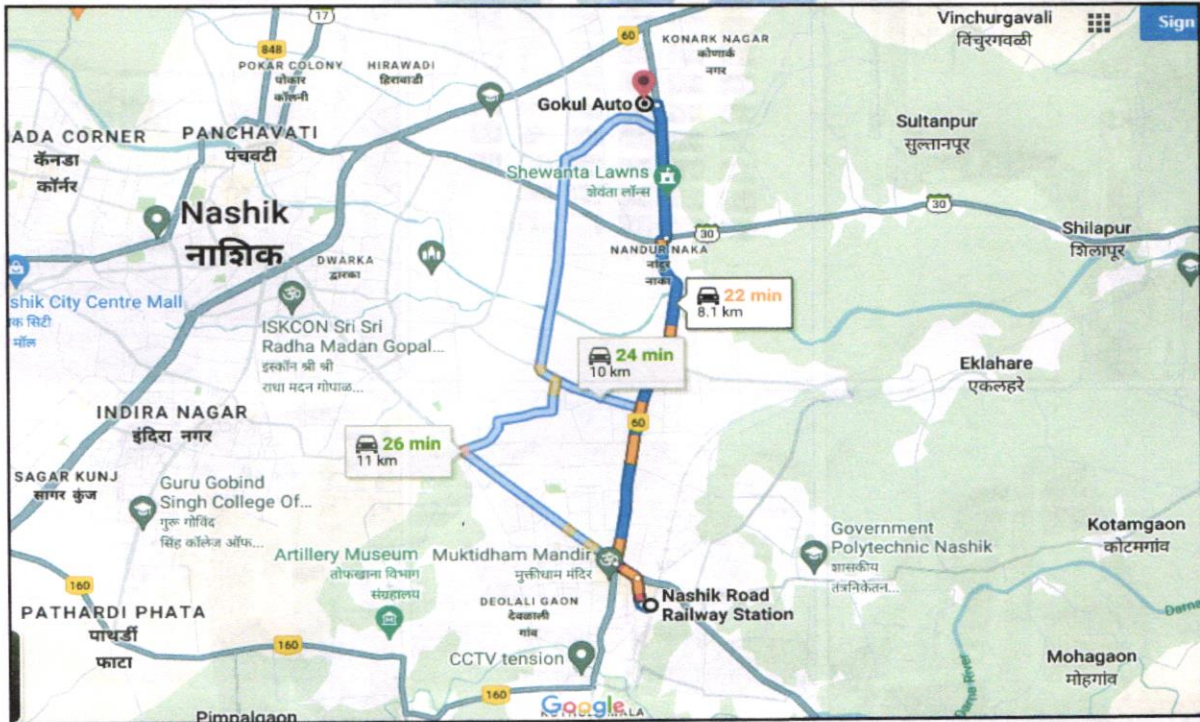 17
848
60
POKAR COLONY
पोकार
कॉलनी
HIRAWADI
हिरावाडी
KONARK NAGAR
कोणार्क
नगर
Vinchurgavali
विंचुरगवळी
Sign
Gokul Auto
ADA CORNER
कॅनडा
कॉर्नर
PANCHAVATI
पंचवटी
Sultanpur
सुल्तानपूर
Shewanta Lawns
शेवंता लॉन्स
Nashik
नाशिक
30
30
Shilapur
शिलापूर
NANDUR NAKA
नांदुर
नाका
DWARKA
द्वारका
shik City Centre Mall
क सिटी
मॉल
22 min
8.1 km
ISKCON Sri Sri
Radha Madan Gopal...
इस्कॉन श्री श्री
राधा मदन गोपाळ...
24 min
10 km
Eklahare
एकलहरे
INDIRA NAGAR
इंदिरा नगर
60
26 min
11 km
SAGAR KUNJ
सागर कुंज
Guru Gobind
Singh College Of...
गुरू गोविंद
सिंह कॉलेज ऑफ...
Government
Polytechnic Nashik
शासकीय
तंत्रनिकेतन...
Kotamgaon
कोटमगांव
Artillery Museum
तोफखाना विभाग
संग्रहालय
Muktidham Mandir
मुक्तीधाम मंदिर
160
Nashik Road
Railway Station
DEOLALI GAON
देवळाली
गांव
PATHARDI PHATA
पाथर्डी
फाटा
160
CCTV tension
Darna River
Mohagaon
मोहगांव
160
Google
Pimpalgaon